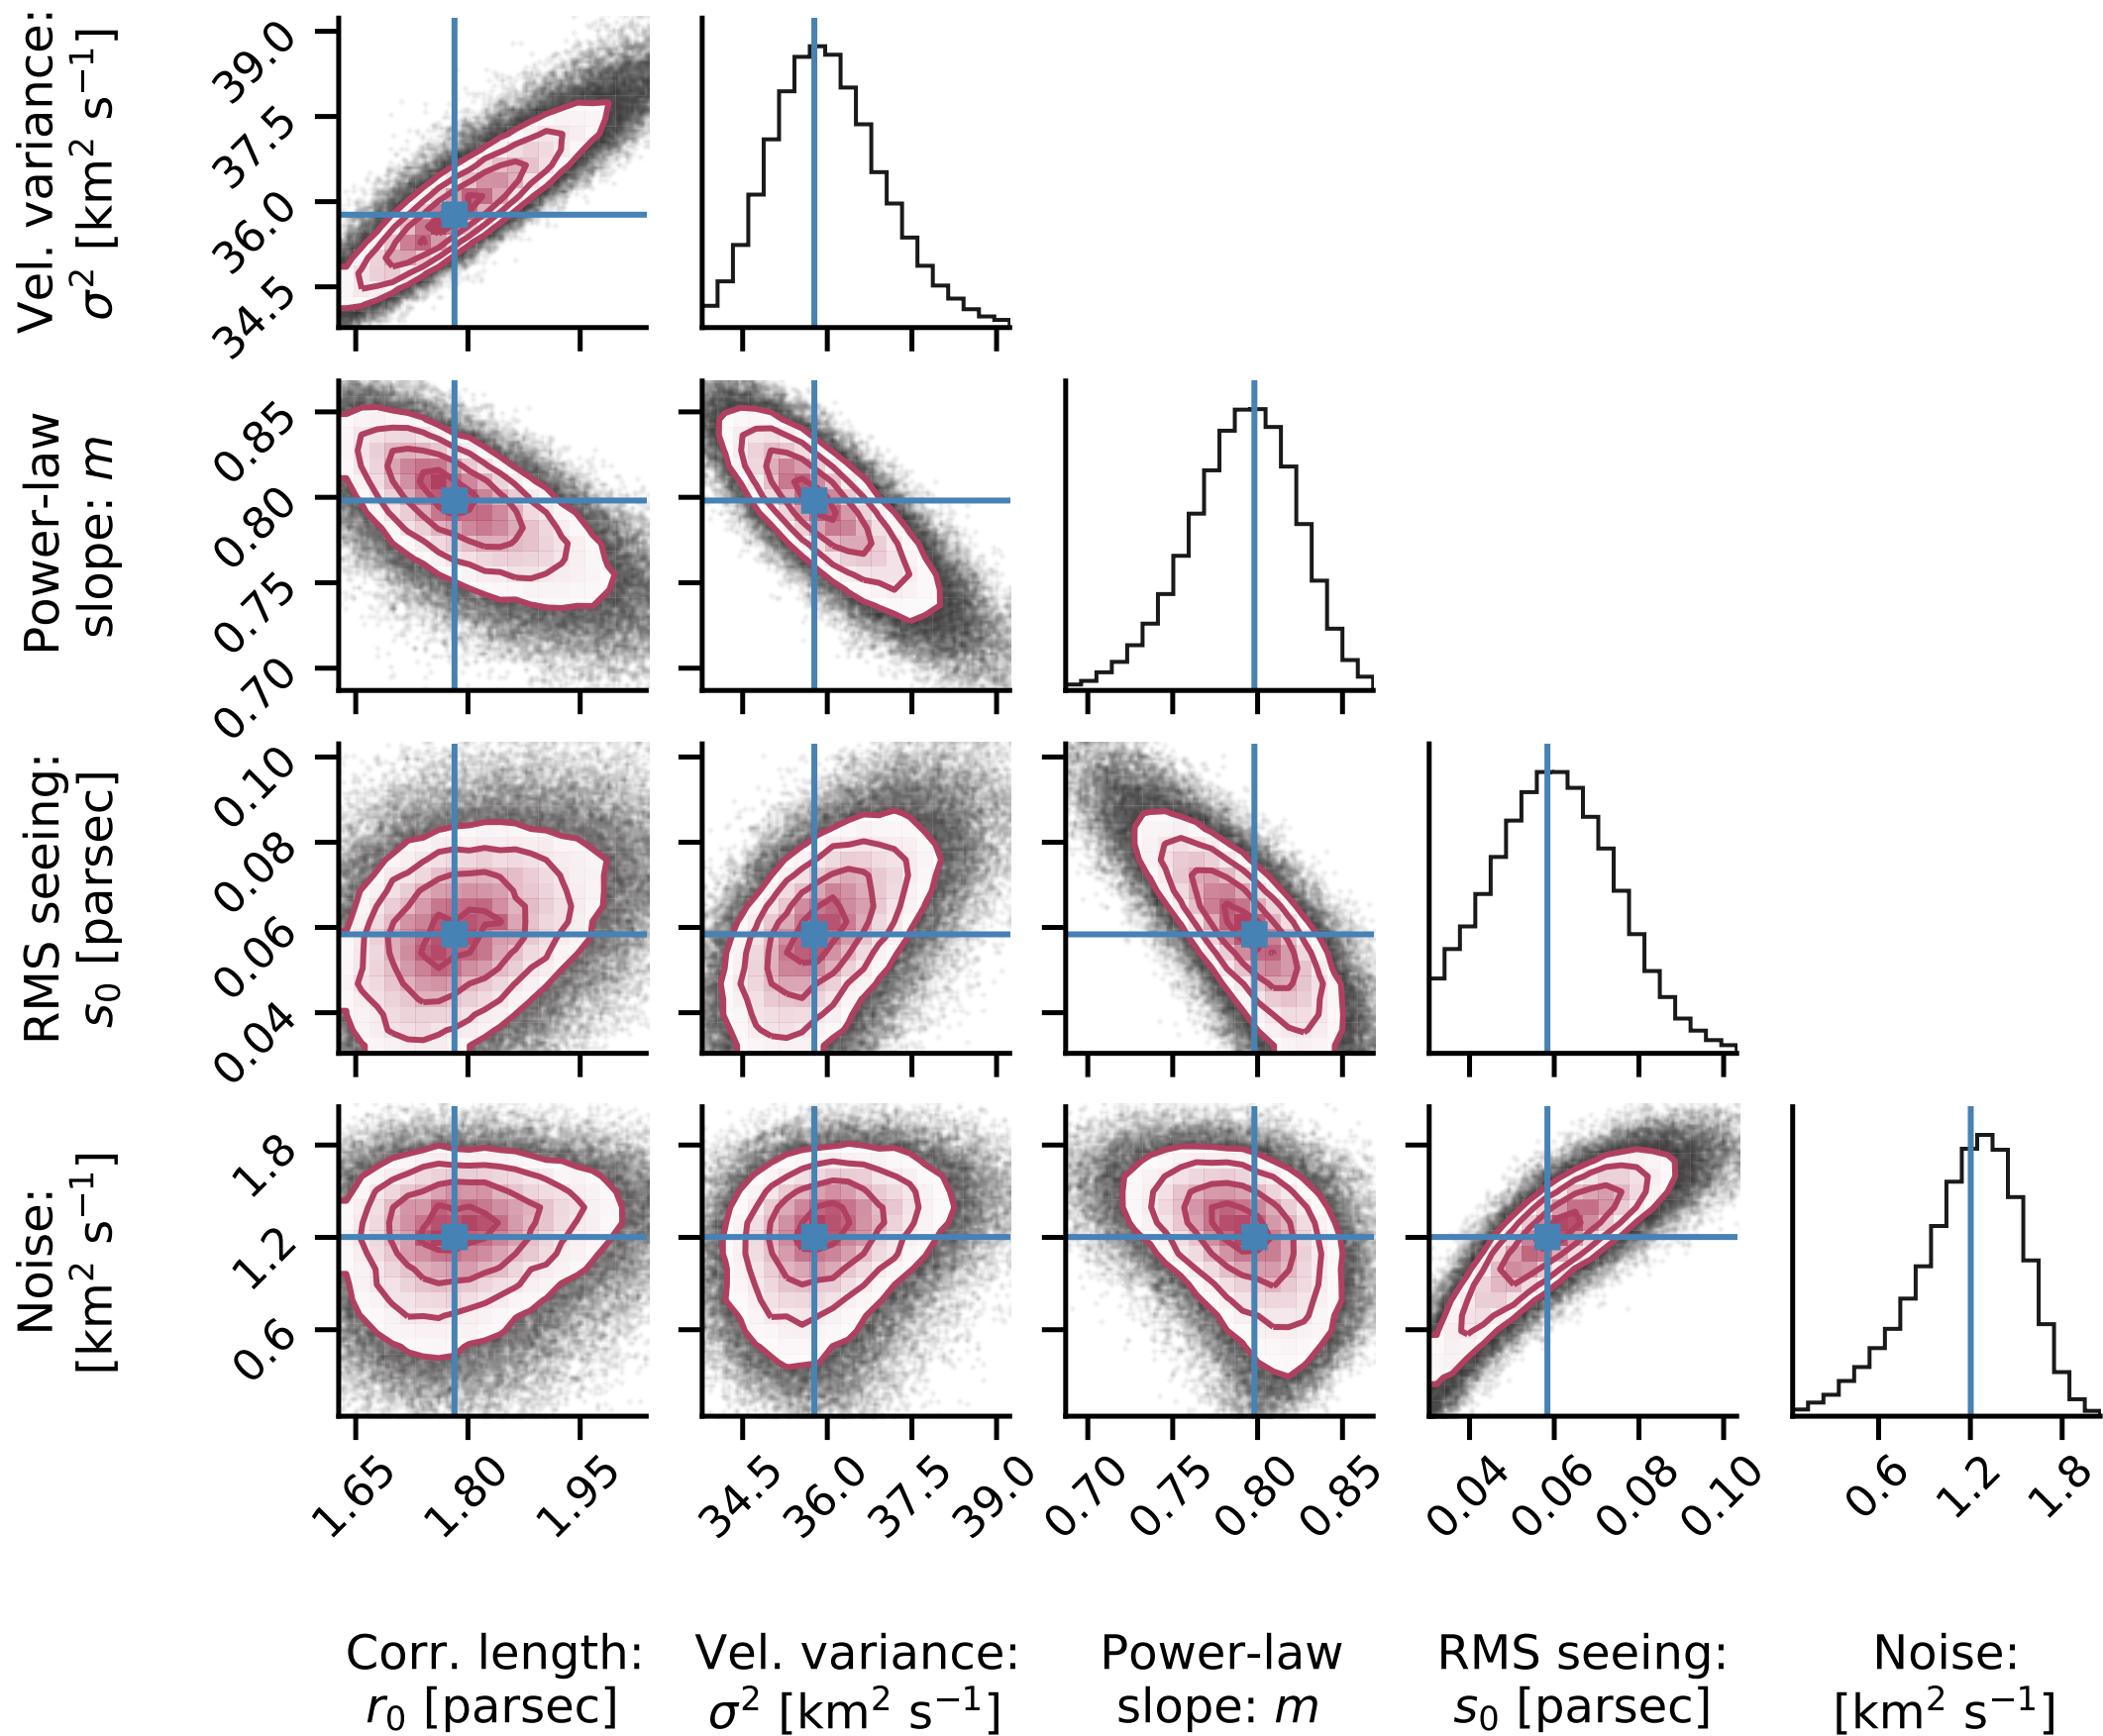 Vel. variance:
σ² [km² s⁻¹]
39.0
37.5
36.0
34.5
Power-law
slope: m
0.85
0.80
0.75
0.70
RMS seeing:
s₀ [parsec]
0.10
0.08
0.06
0.04
Noise:
[km² s⁻¹]
1.8
1.2
0.6
1.65 1.80 1.95 34.5 36.0 37.5 39.0 0.70 0.75 0.80 0.85 0.04 0.06 0.08 0.10 0.6 1.2 1.8
Corr. length:
r₀ [parsec]
Vel. variance:
σ² [km² s⁻¹]
Power-law
slope: m
RMS seeing:
s₀ [parsec]
Noise:
[km² s⁻¹]